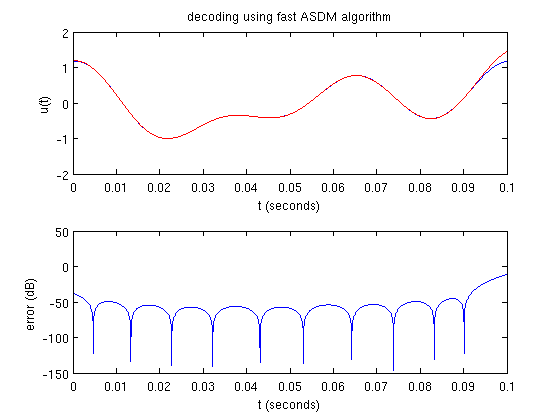 decoding using fast ASDM algorithm
2
1
0
-1
-2
u(t)
0 0.01 0.02 0.03 0.04 0.05 0.06 0.07 0.08 0.09 0.1
t (seconds)
50
0
-50
-100
-150
error (dB)
0 0.01 0.02 0.03 0.04 0.05 0.06 0.07 0.08 0.09 0.1
t (seconds)